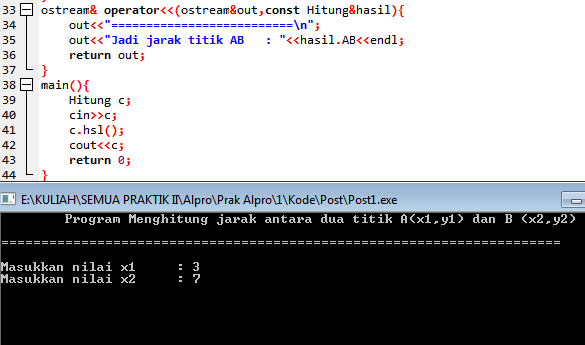 33 ostream& operator<<(ostream&out,const Hitung&hasil){
34 out<<"==========================\n";
35 out<<"Jadi jarak titik AB   : "<<hasil.AB<<endl;
36 return out;
37 }
38 main(){
39 Hitung c;
40 cin>>c;
41 c.hsl();
42 cout<<c;
43 return 0;
44 }
E:\KULIAH\SEMUA PRAKTIK II\Alpro\Prak Alpro\1\Kode\Post\Post1.exe
Program Menghitung jarak antara dua titik A(x1,y1) dan B (x2,y2)
======================================================================
Masukkan nilai x1     : 3
Masukkan nilai x2     : 7